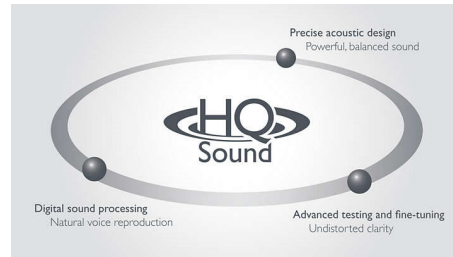 Precise acoustic design
Powerful, balanced sound
HQ
Sound
Digital sound processing
Natural voice reproduction
Advanced testing and fine-tuning
Undistorted clarity